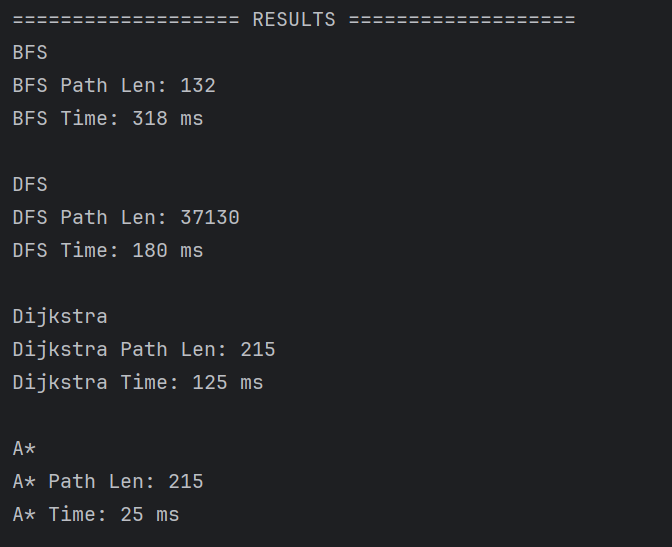 =================== RESULTS ===================
BFS
BFS Path Len: 132
BFS Time: 318 ms
DFS
DFS Path Len: 37130
DFS Time: 180 ms
Dijkstra
Dijkstra Path Len: 215
Dijkstra Time: 125 ms
A*
A* Path Len: 215
A* Time: 25 ms